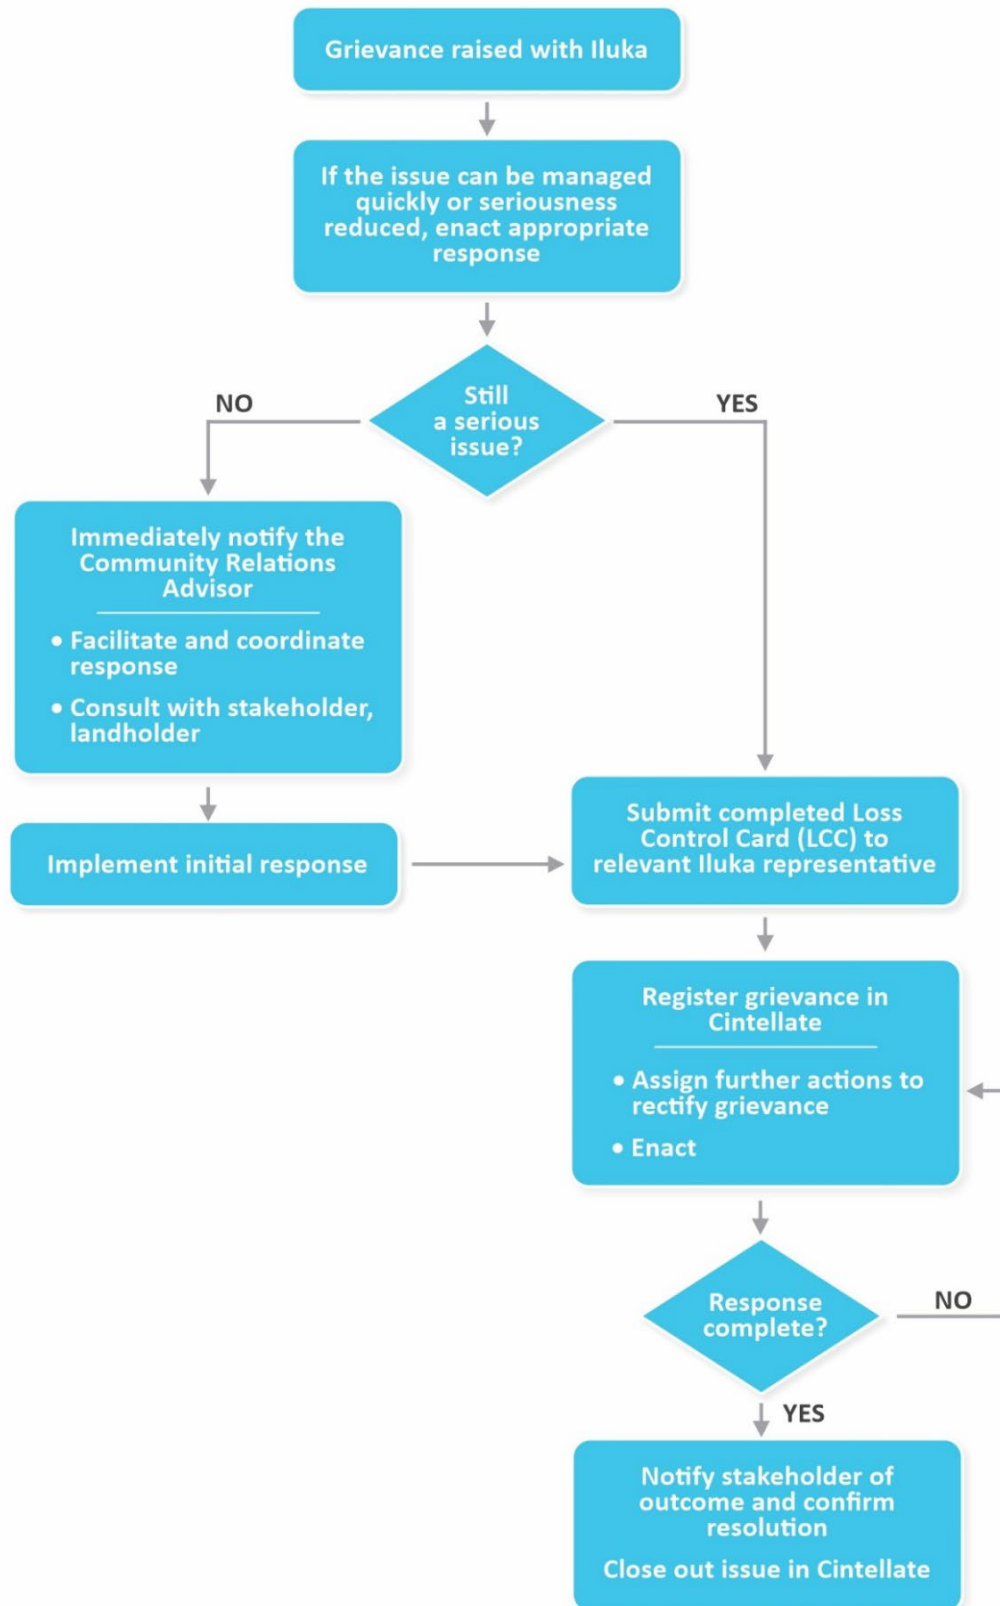 Grievance raised with Iluka
If the issue can be managed
quickly or seriousness
reduced, enact appropriate
response
Still
a serious
issue?
NO
YES
Immediately notify the
Community Relations
Advisor
• Facilitate and coordinate
response
• Consult with stakeholder,
landholder
Implement initial response
Submit completed Loss
Control Card (LCC) to
relevant Iluka representative
Register grievance in
Cintellate
• Assign further actions to
rectify grievance
• Enact
Response
complete?
NO
YES
Notify stakeholder of
outcome and confirm
resolution
Close out issue in Cintellate